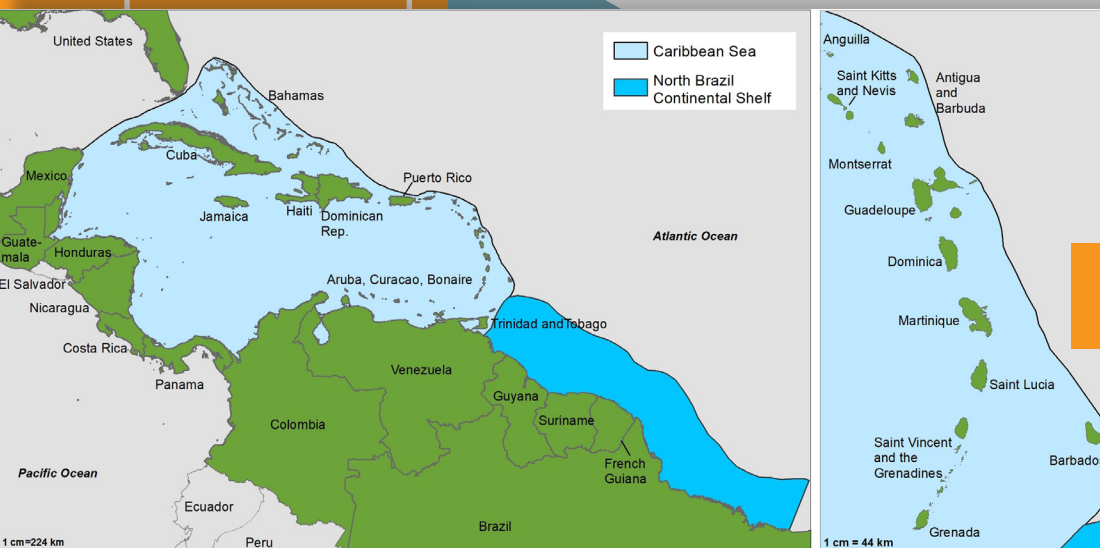 United States
Caribbean Sea
North Brazil
Continental Shelf
Bahamas
Cuba
Mexico
Puerto Rico
Jamaica
Haiti
Dominican
Rep.
Atlantic Ocean
Guate-
mala
Honduras
El Salvador
Nicaragua
Aruba, Curacao, Bonaire
Trinidad andTobago
Costa Rica
Panama
Venezuela
Guyana
Suriname
Colombia
French
Guiana
Pacific Ocean
Ecuador
Brazil
Peru
1 cm=224 km
Anguilla
Saint Kitts
and Nevis
Antigua
and
Barbuda
Montserrat
Guadeloupe
Dominica
Martinique
Saint Lucia
Saint Vincent
and the
Grenadines
Barbados
Grenada
1 cm = 44 km